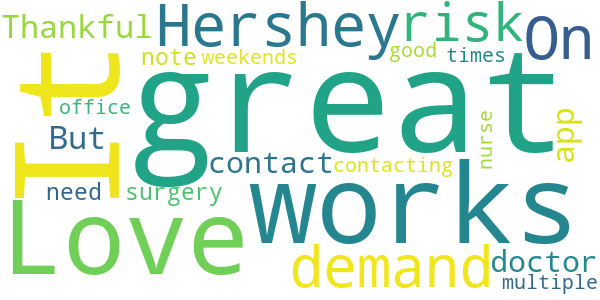 Thankful
Hershey
risk
On
It
great
note
weekends
good
times
office
But
nurse
app
contact
contacting
need
surgery
works
Love
demand
doctor
multiple